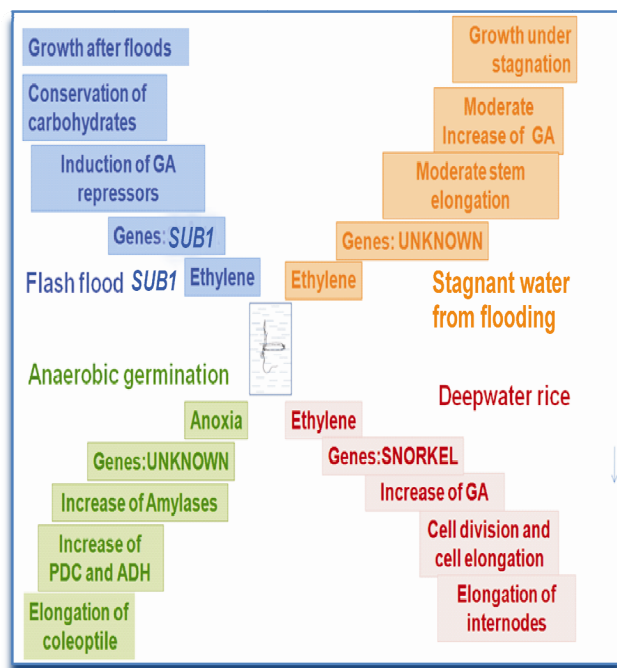 Growth after floods
Conservation of
carbohydrates
Induction of GA
repressors
Genes: SUB1
Flash flood SUB1
Ethylene
Growth under
stagnation
Moderate
Increase of GA
Moderate stem
elongation
Genes: UNKNOWN
Ethylene
Stagnant water
from flooding
Anaerobic germination
Anoxia
Genes:UNKNOWN
Increase of Amylases
Increase of
PDC and ADH
Elongation of
coleoptile
Deepwater rice
Ethylene
Genes:SNORKEL
Increase of GA
Cell division and
cell elongation
Elongation of
internodes